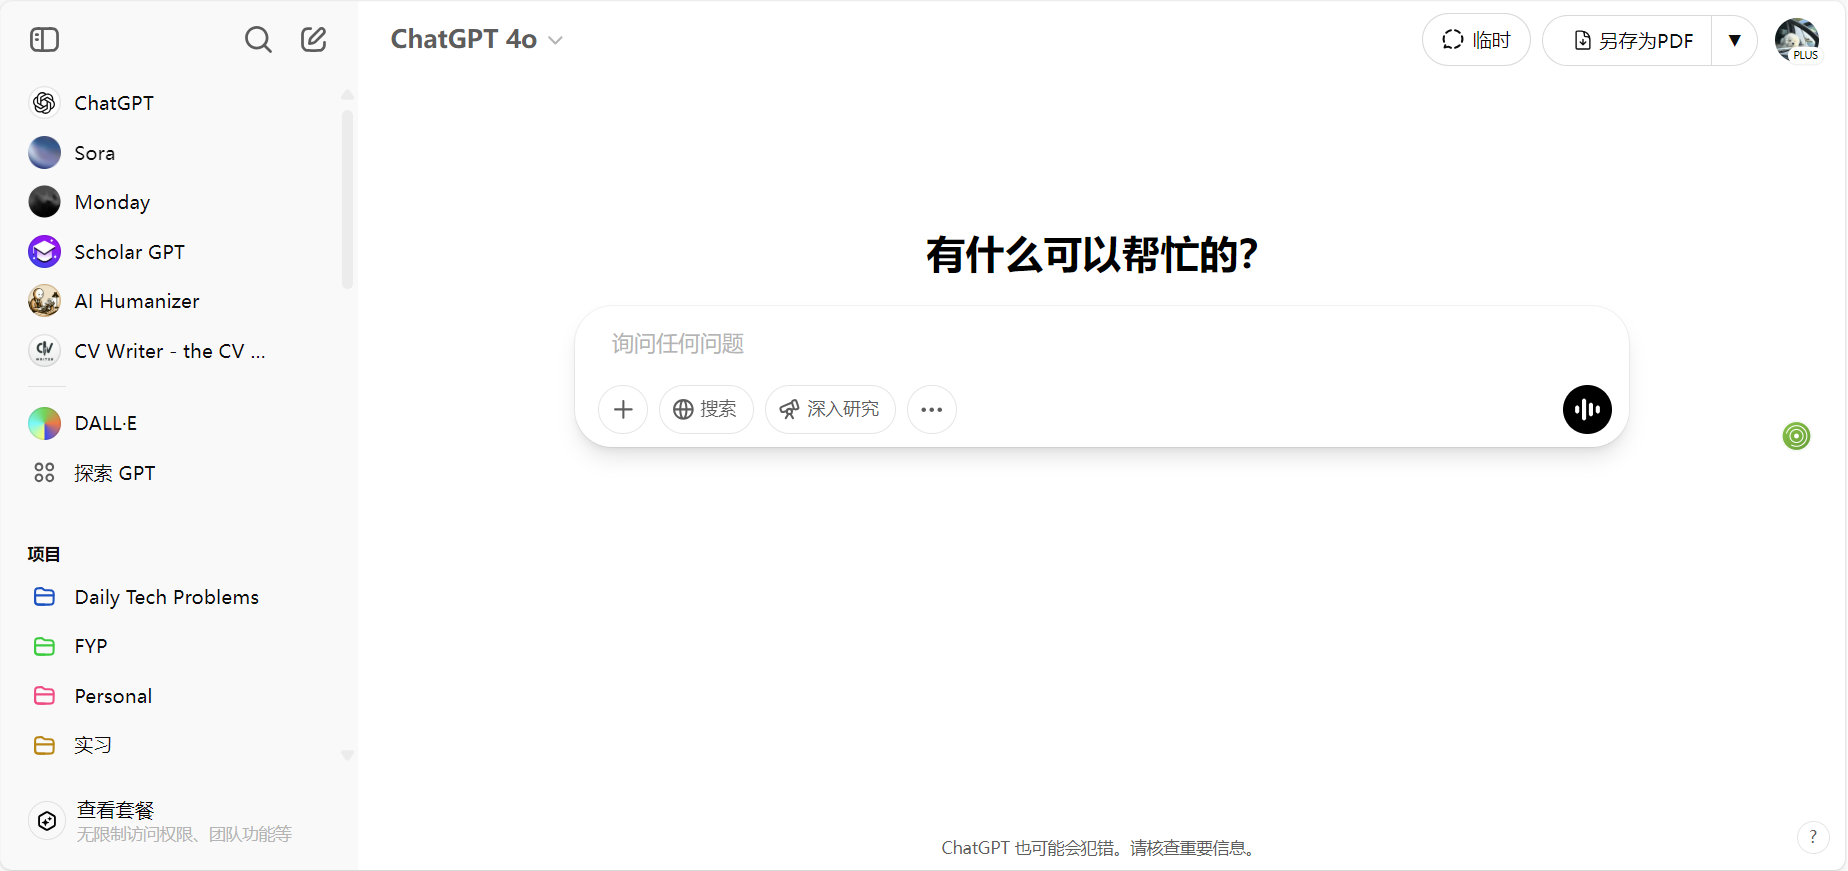 ChatGPT 4o
临时
另存为PDF
PLUS
ChatGPT
Sora
Monday
Scholar GPT
AI Humanizer
CV Writer - the CV ...
DALL·E
探索 GPT
项目
Daily Tech Problems
FYP
Personal
实习
查看套餐
无限制访问权限、团队功能等
有什么可以帮忙的？
询问任何问题
搜索
深入研究
ChatGPT 也可能会犯错。请核查重要信息。
?